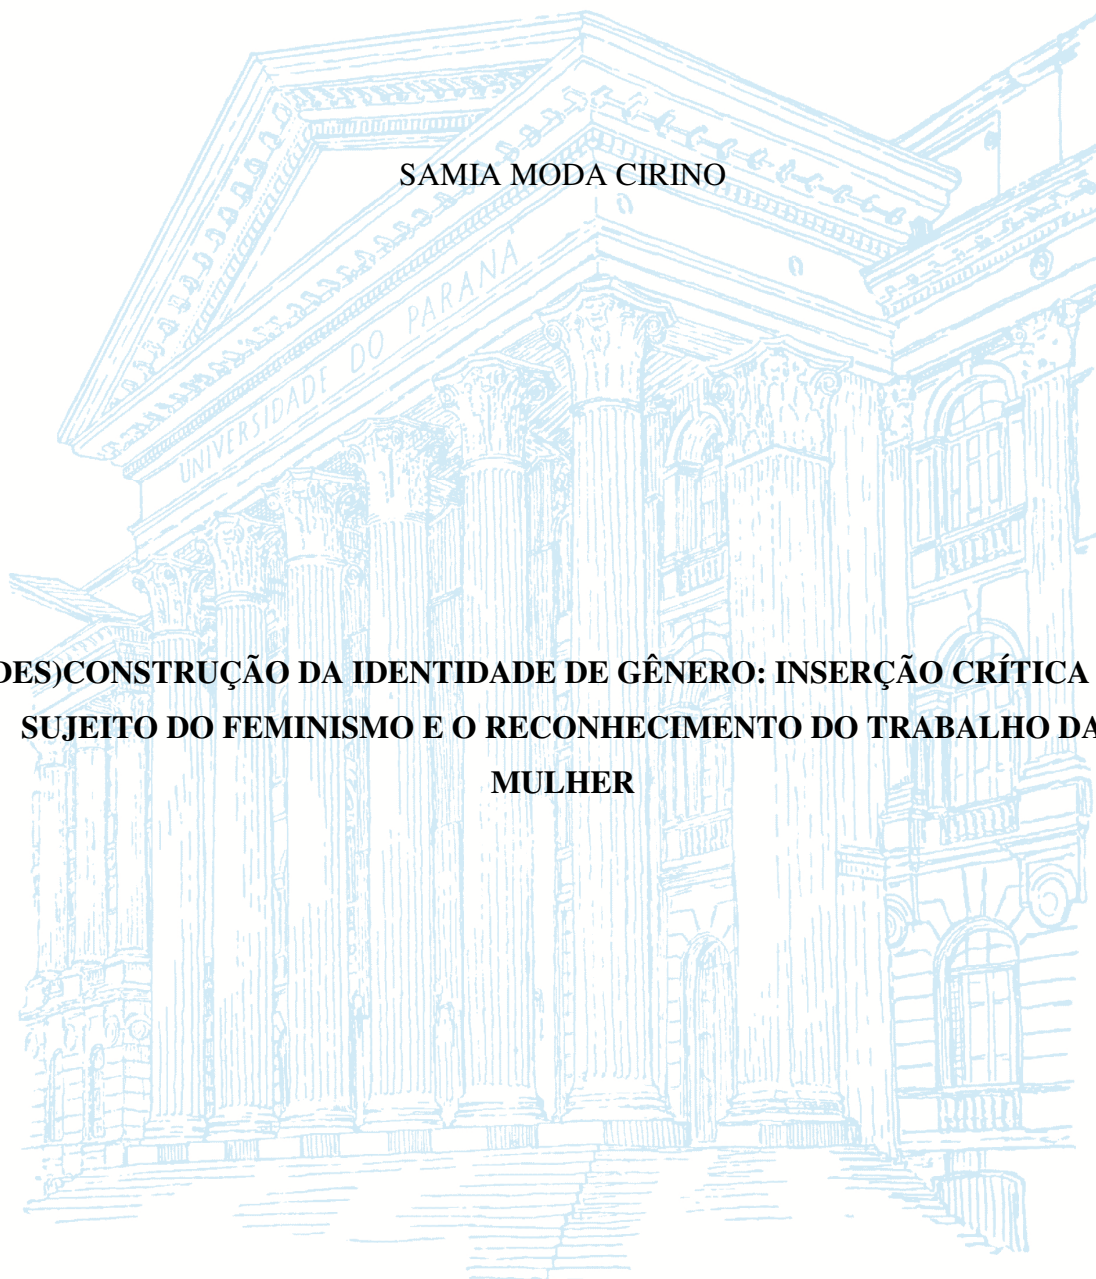 SAMIA MODA CIRINO
UNIVERSIDADE DO PARANÁ
DES)CONSTRUÇÃO DA IDENTIDADE DE GÊNERO: INSERÇÃO CRÍTICA
SUJEITO DO FEMINISMO E O RECONHECIMENTO DO TRABALHO DA
MULHER